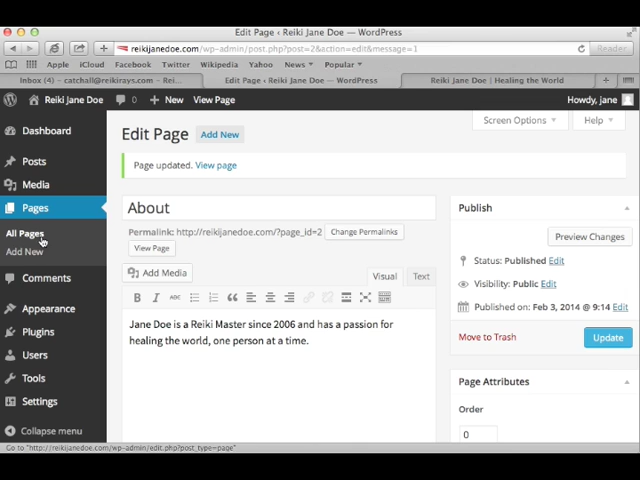 Edit Page ‹ Reiki Jane Doe — WordPress
reikijanedoe.com/wp-admin/post.php?post=2&action=edit&message=1
Reader
Apple iCloud Facebook Twitter Wikipedia Yahoo News Popular
Inbox (4) – catchall@reikirays.com – Rei...
Edit Page ‹ Reiki Jane Doe — WordPress
Reiki Jane Doe | Healing the World
Reiki Jane Doe 0 New View Page
Howdy, jane
Dashboard
Posts
Media
Pages
All Pages
Add New
Comments
Appearance
Plugins
Users
Tools
Settings
Collapse menu
Screen Options
Help
Edit Page Add New
Page updated. View page
About
Permalink: http://reikijanedoe.com/?page_id=2 Change Permalinks
View Page
Add Media
Visual Text
B I ABC
Jane Doe is a Reiki Master since 2006 and has a passion for
healing the world, one person at a time.
Publish
Preview Changes
Status: Published Edit
Visibility: Public Edit
Published on: Feb 3, 2014 @ 9:14 Edit
Move to Trash
Update
Page Attributes
Order
0
Go to "http://reikijanedoe.com/wp-admin/edit.php?post_type=page"